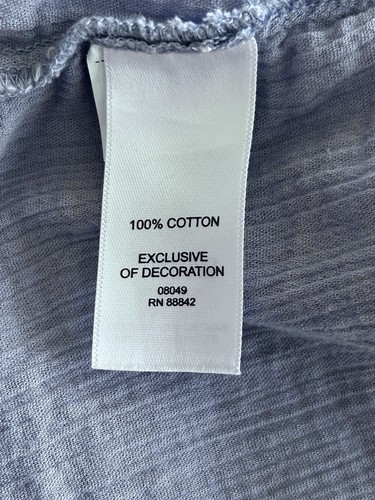 100% COTTON
EXCLUSIVE
OF DECORATION
08049
RN 88842